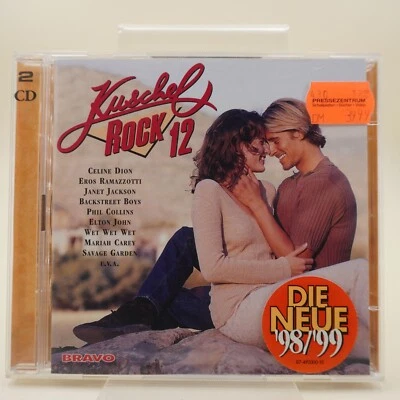 2
CD
Kuschel
ROCK 12
CELINE DION
EROS RAMAZZOTTI
JANET JACKSON
BACKSTREET BOYS
PHIL COLLINS
ELTON JOHN
WET WET WET
MARIAH CAREY
SAVAGE GARDEN
U.V.A.
BRAVO
PRESSEZENTRUM
DM
DIE
NEUE
'98/'99